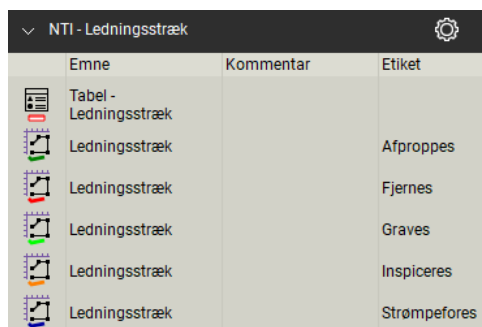 NTI - Ledningsstræk
Emne Kommentar Etiket
Tabel -
Ledningsstræk
Ledningsstræk Afproppes
Ledningsstræk Fjernes
Ledningsstræk Graves
Ledningsstræk Inspiceres
Ledningsstræk Strømpefores